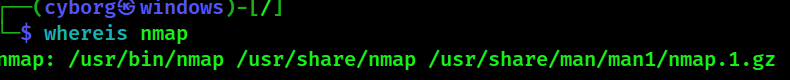 ┌──(cyborg㉿windows)-[/]
└─$ whereis nmap
nmap: /usr/bin/nmap /usr/share/nmap /usr/share/man/man1/nmap.1.gz